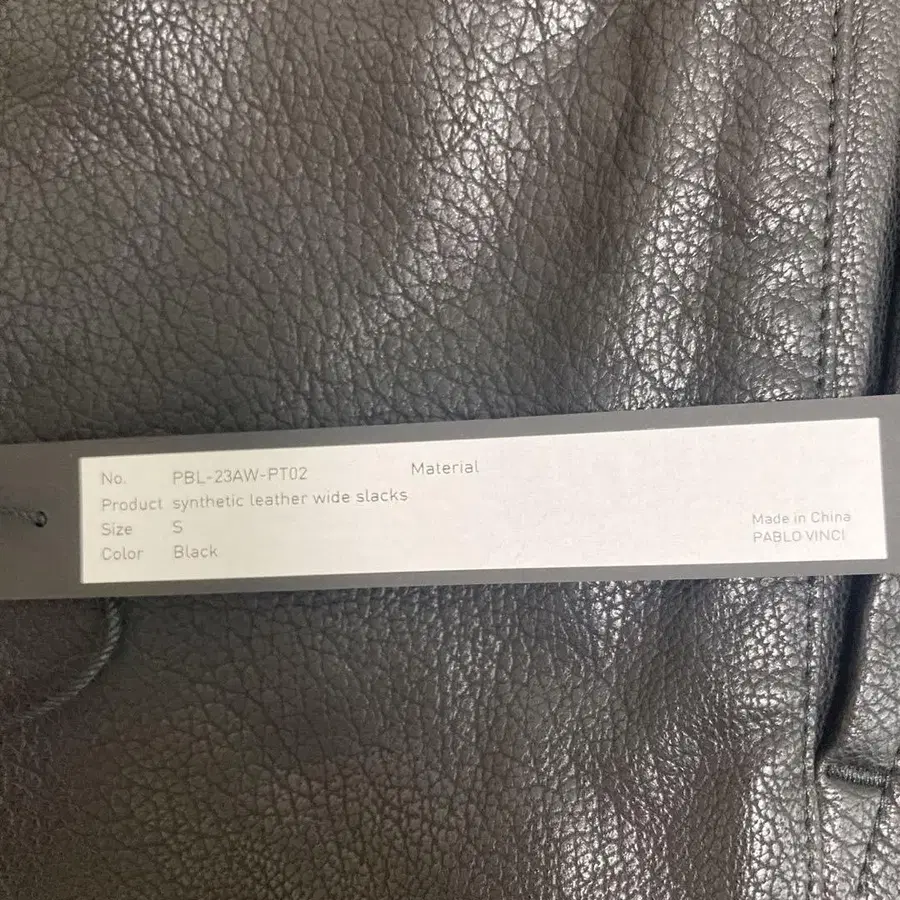 No. PBL-23AW-PT02 Material
Product synthetic leather wide slacks
Size S
Color Black
Made in China
PABLO VINCI